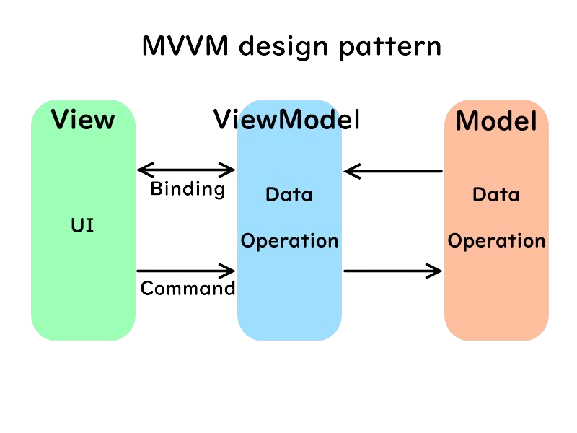 MVVM design pattern
View
ViewModel
Model
Binding
Data
Data
UI
Operation
Operation
Command